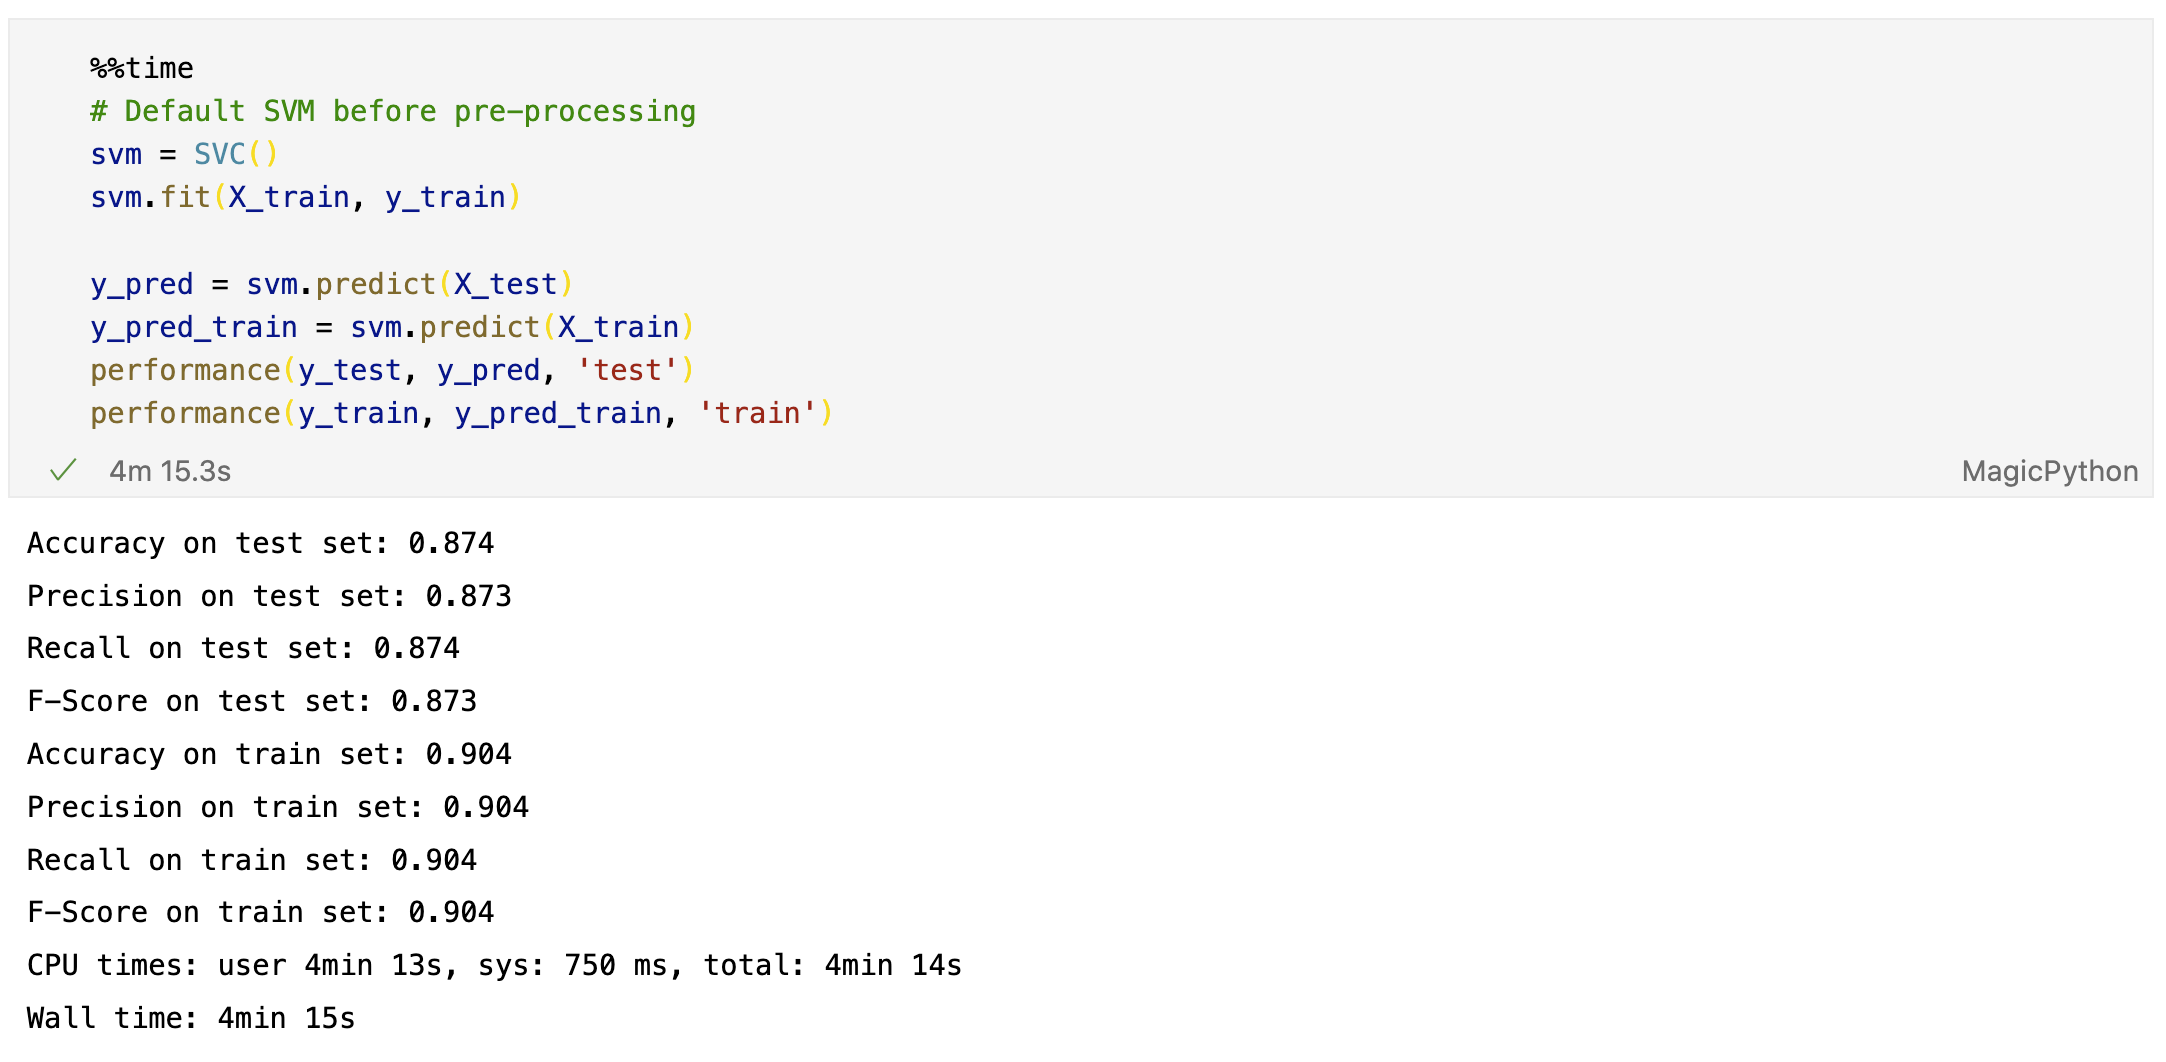 %%time
# Default SVM before pre-processing
svm = SVC()
svm.fit(X_train, y_train)
y_pred = svm.predict(X_test)
y_pred_train = svm.predict(X_train)
performance(y_test, y_pred, 'test')
performance(y_train, y_pred_train, 'train')
4m 15.3s
MagicPython
Accuracy on test set: 0.874
Precision on test set: 0.873
Recall on test set: 0.874
F-Score on test set: 0.873
Accuracy on train set: 0.904
Precision on train set: 0.904
Recall on train set: 0.904
F-Score on train set: 0.904
CPU times: user 4min 13s, sys: 750 ms, total: 4min 14s
Wall time: 4min 15s